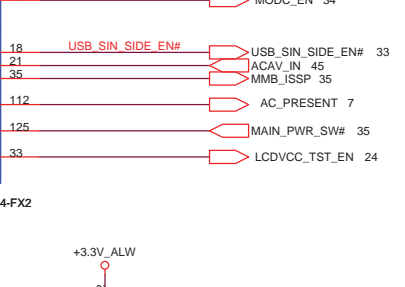 MODC_EN 34
18 USB_SIN_SIDE_EN# USB_SIN_SIDE_EN# 33
21 ACAV_IN 45
35 MMB_ISSP 35
112 AC_PRESENT 7
125 MAIN_PWR_SW# 35
33 LCDVCC_TST_EN 24
4-FX2
+3.3V_ALW